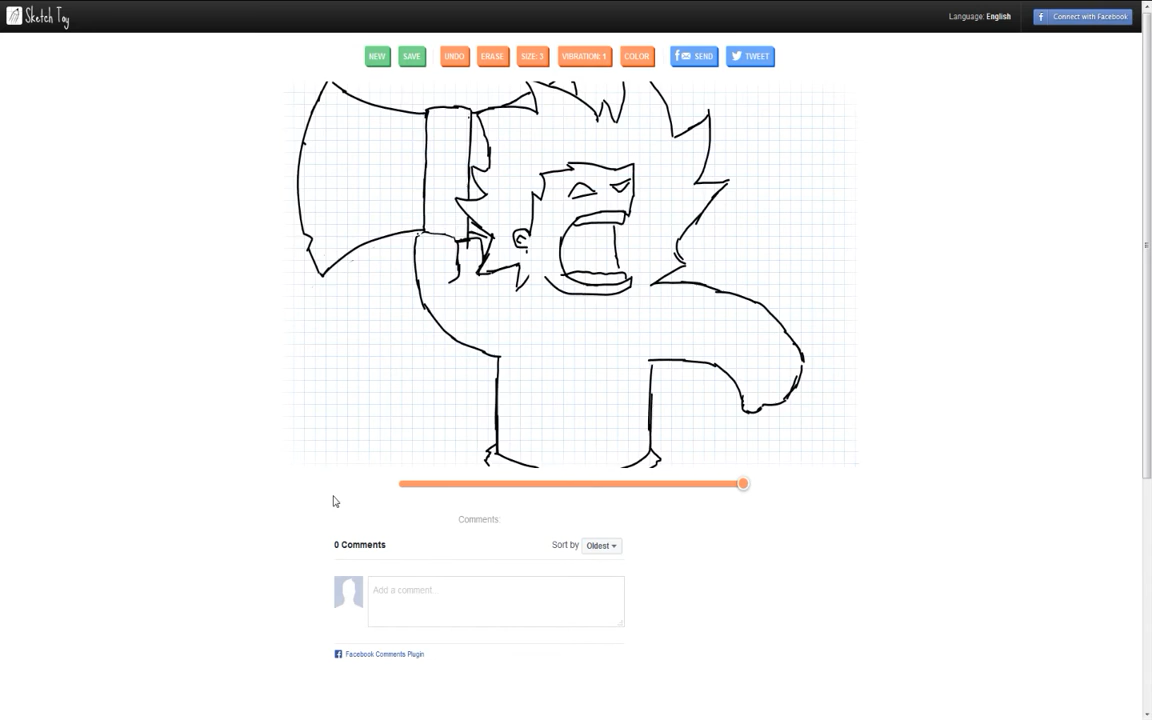 Sketch Toy
Language: English
Connect with Facebook
NEW
SAVE
UNDO
ERASE
SIZE: 3
VIBRATION: 1
COLOR
SEND
TWEET
Comments:
0 Comments
Sort by
Oldest
Add a comment...
Facebook Comments Plugin